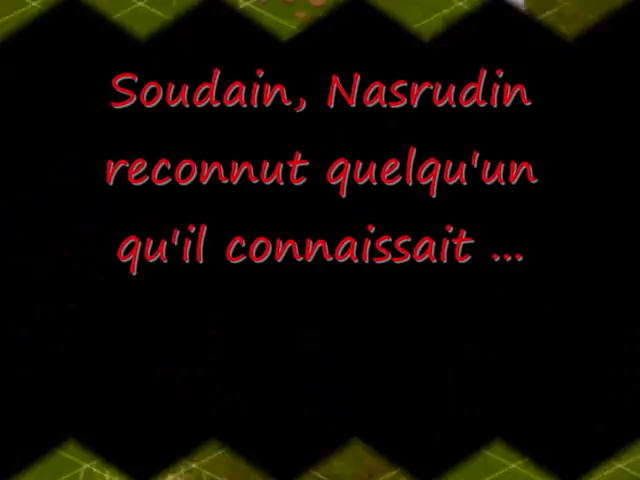 Soudain, Nasrudin
reconnut quelqu'un
qu'il connaissait ...